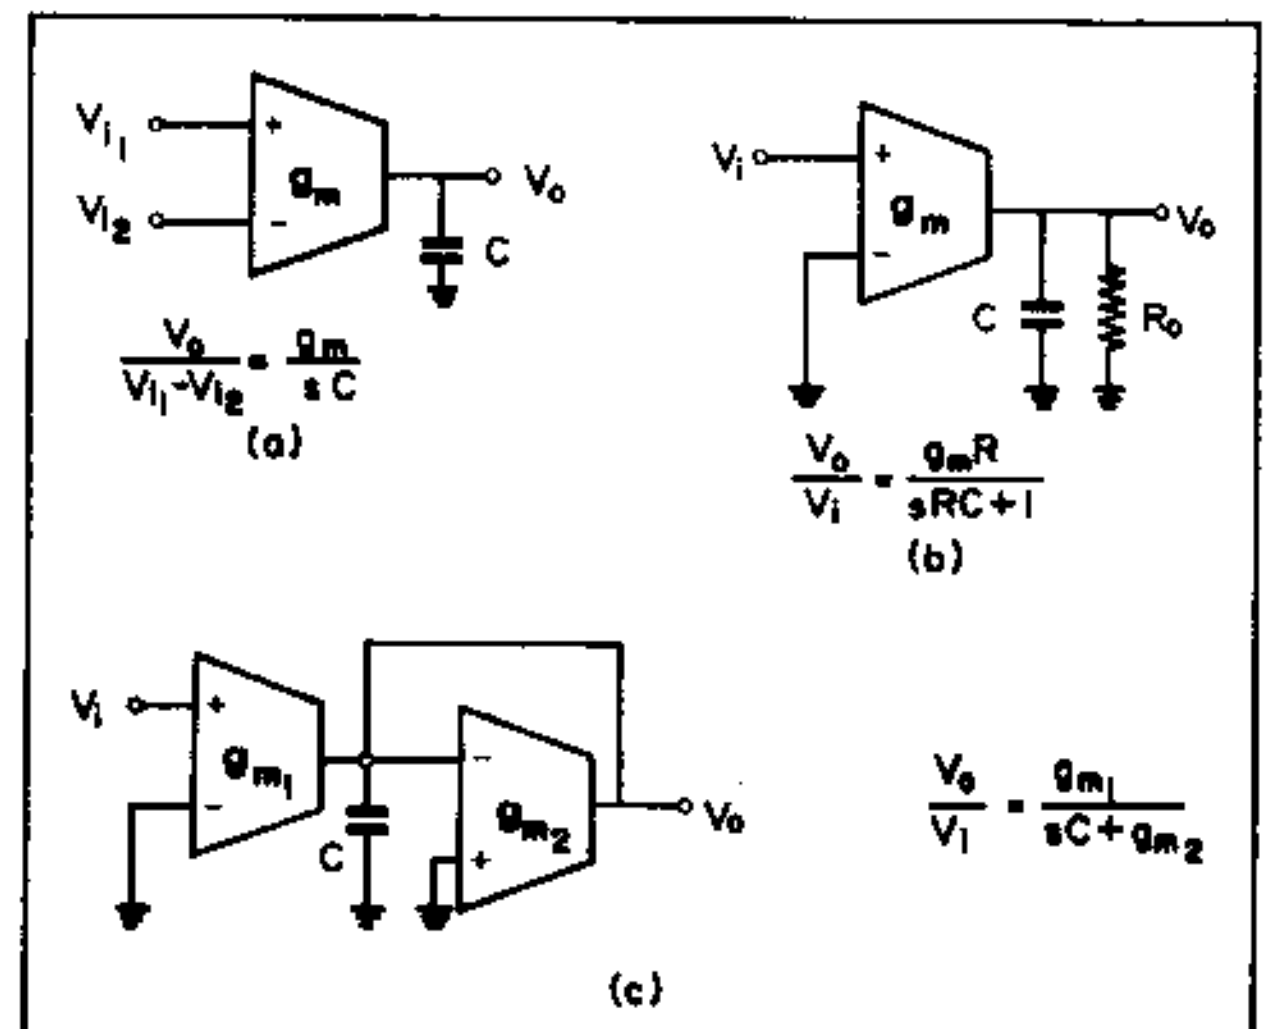 Vi1
+
gm
Vo
Vi2
-
C
Vo / Vi1-Vi2 = gm / sC
(a)
Vi
+
gm
Vo
-
C
Ro
Vo / Vi = gmR / sRC+1
(b)
Vi
+
gm1
-
C
-
gm2
+
Vo
Vo / Vi = gm1 / sC+gm2
(c)